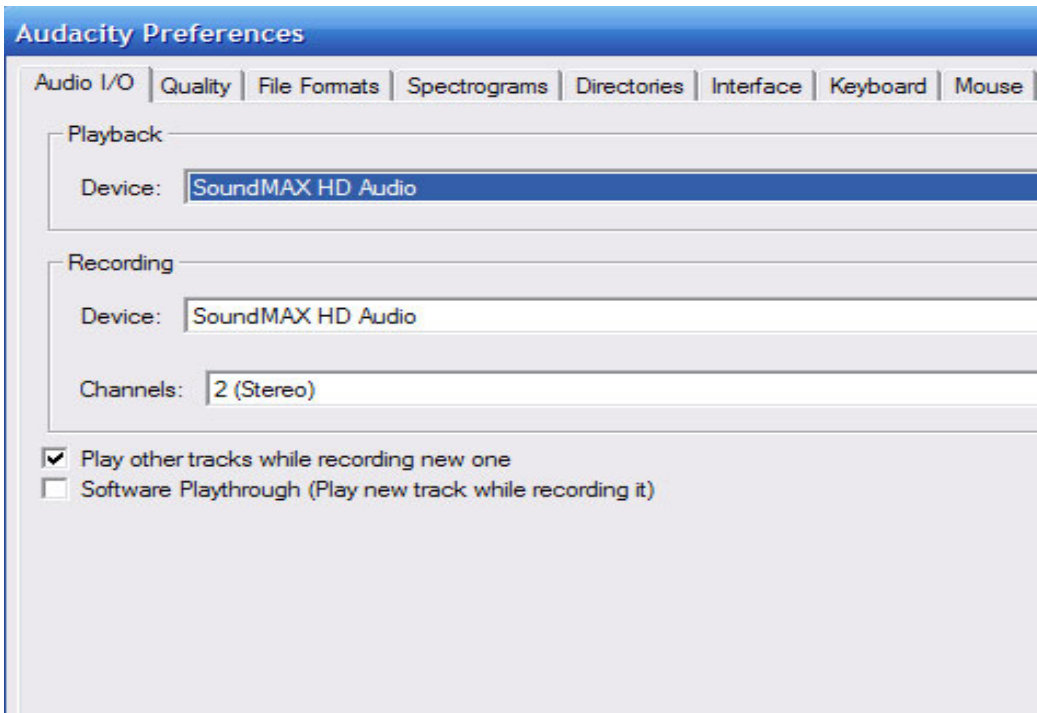 Audacity Preferences
Audio I/O Quality File Formats Spectrograms Directories Interface Keyboard Mouse
Playback
Device: SoundMAX HD Audio
Recording
Device: SoundMAX HD Audio
Channels: 2 (Stereo)
Play other tracks while recording new one
Software Playthrough (Play new track while recording it)